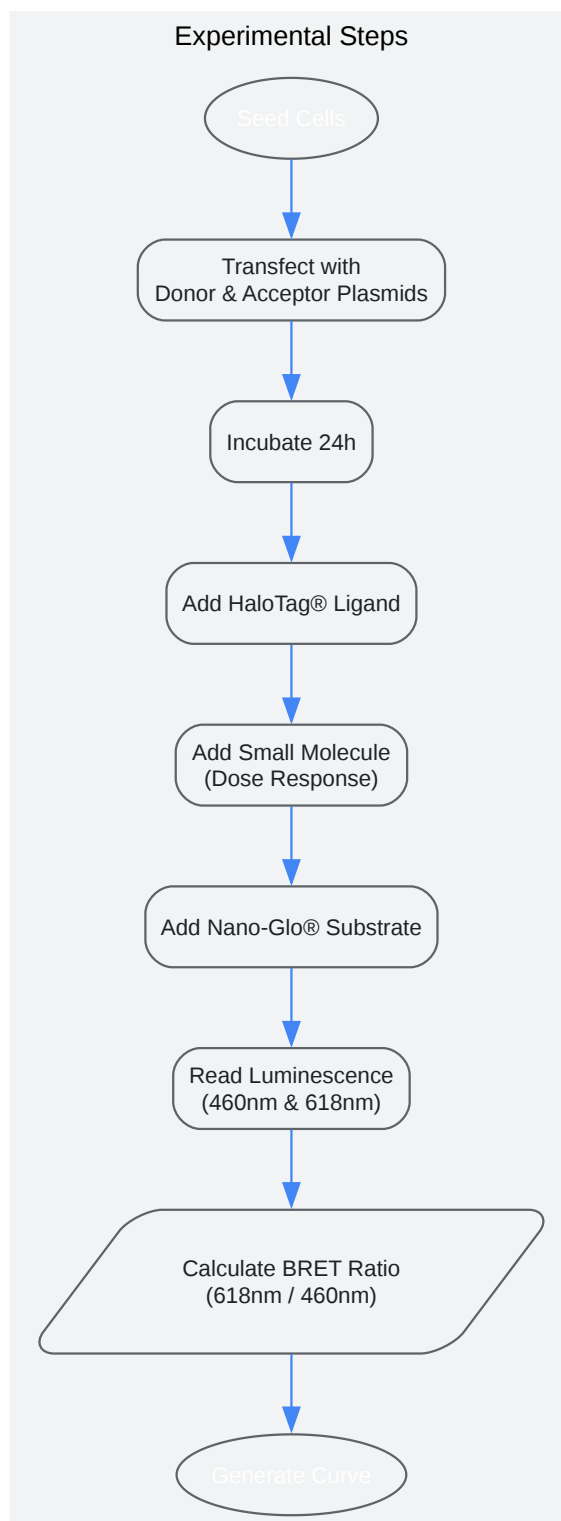 Experimental Steps
Seed Cells
Transfect with
Donor & Acceptor Plasmids
Incubate 24h
Add HaloTag® Ligand
Add Small Molecule
(Dose Response)
Add Nano-Glo® Substrate
Read Luminescence
(460nm & 618nm)
Calculate BRET Ratio
(618nm / 460nm)
Generate Curve